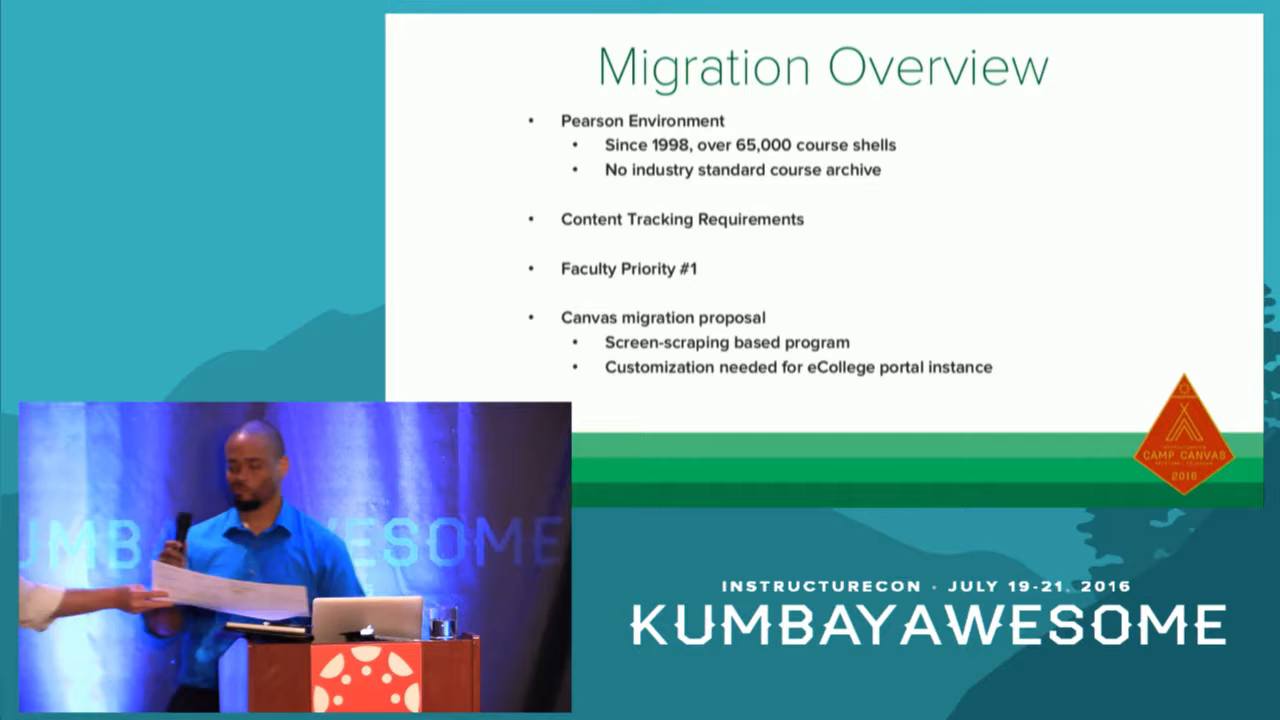 Migration Overview
• Pearson Environment
• Since 1998, over 65,000 course shells
• No industry standard course archive
• Content Tracking Requirements
• Faculty Priority #1
• Canvas migration proposal
• Screen-scraping based program
• Customization needed for eCollege portal instance
CAMP CANVAS
2016
UMBA
WESOME
INSTRUCTURECON • JULY 19-21, 2016
KUMBAYAWESOME